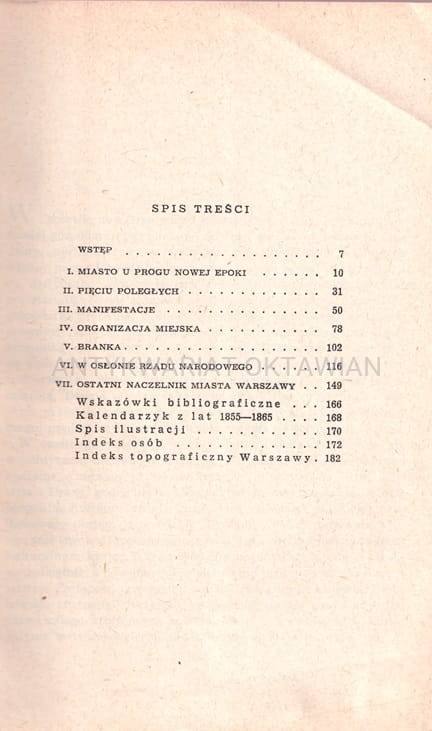 SPIS TREŚCI
WSTĘP . . . . . . . . . . . . . . . . . . . 7
I. MIASTO U PROGU NOWEJ EPOKI . . . . . . 10
II. PIĘCIU POLEGŁYCH . . . . . . . . . . . . . 31
III. MANIFESTACJE . . . . . . . . . . . . . . . 50
IV. ORGANIZACJA MIEJSKA . . . . . . . . . . . 78
V. BRANKA . . . . . . . . . . . . . . . . . . . 102
VI. W OSŁONIE RZĄDU NARODOWEGO . . . . . . 116
ANTYKWARIAT OKTAWIAN
VII. OSTATNI NACZELNIK MIASTA WARSZAWY . . 149
Wskazówki bibliograficzne . . . 166
Kalendarzyk z lat 1855—1865 . . . . 168
Spis ilustracji . . . . . . . . . . . . 170
Indeks osób . . . . . . . . . . . . . . 172
Indeks topograficzny Warszawy . 182